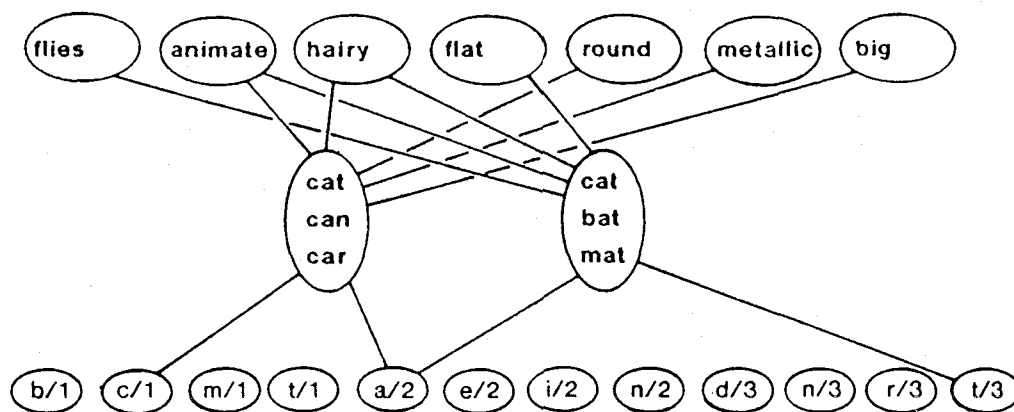 flies animate hairy flat round metallic big
cat
can
car
cat
bat
mat
b/1 c/1 m/1 t/1 a/2 e/2 i/2 n/2 d/3 n/3 r/3 t/3